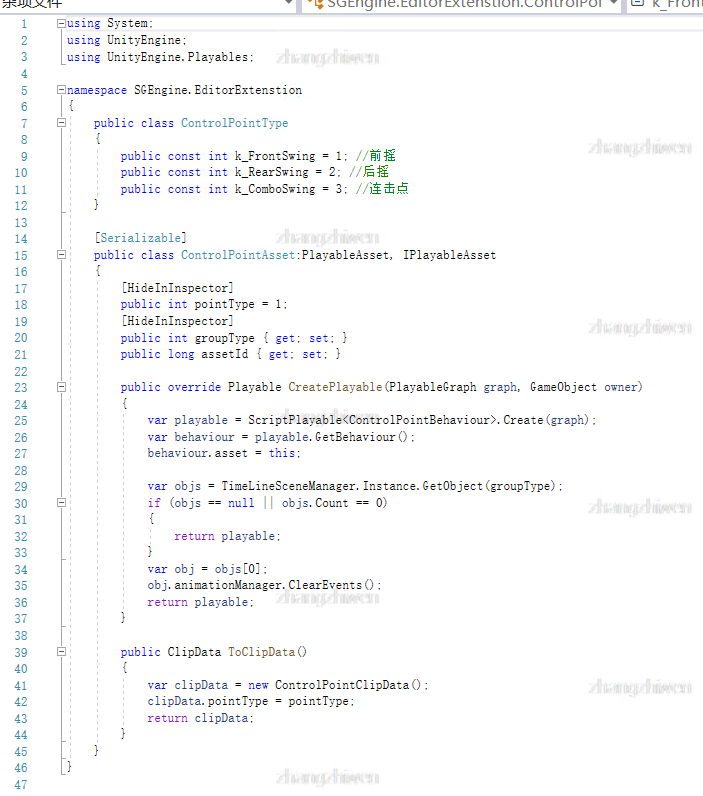 杂项文件
SGEngine.EditorExtenstion.ControlPoi
k_Front
1 using System;
2 using UnityEngine;
3 using UnityEngine.Playables;
4
5 namespace SGEngine.EditorExtenstion
6 {
7 public class ControlPointType
8 {
9 public const int k_FrontSwing = 1; //前摇
10 public const int k_RearSwing = 2; //后摇
11 public const int k_ComboSwing = 3; //连击点
12 }
13
14 [Serializable]
15 public class ControlPointAsset:PlayableAsset, IPlayableAsset
16 {
17 [HideInInspector]
18 public int pointType = 1;
19 [HideInInspector]
20 public int groupType { get; set; }
21 public long assetId { get; set; }
22
23 public override Playable CreatePlayable(PlayableGraph graph, GameObject owner)
24 {
25 var playable = ScriptPlayable<ControlPointBehaviour>.Create(graph);
26 var behaviour = playable.GetBehaviour();
27 behaviour.asset = this;
28
29 var objs = TimeLineSceneManager.Instance.GetObject(groupType);
30 if (objs == null || objs.Count == 0)
31 {
32 return playable;
33 }
34 var obj = objs[0];
35 obj.animationManager.ClearEvents();
36 return playable;
37 }
38
39 public ClipData ToClipData()
40 {
41 var clipData = new ControlPointClipData();
42 clipData.pointType = pointType;
43 return clipData;
44 }
45 }
46 }
47
zhangzhiwen
zhangzhiwen
zhangzhiwen
zhangzhiwen
zhangzhiwen
zhangzhiwen
zhangzhiwen
zhangzhiwen
zhangzhiwen